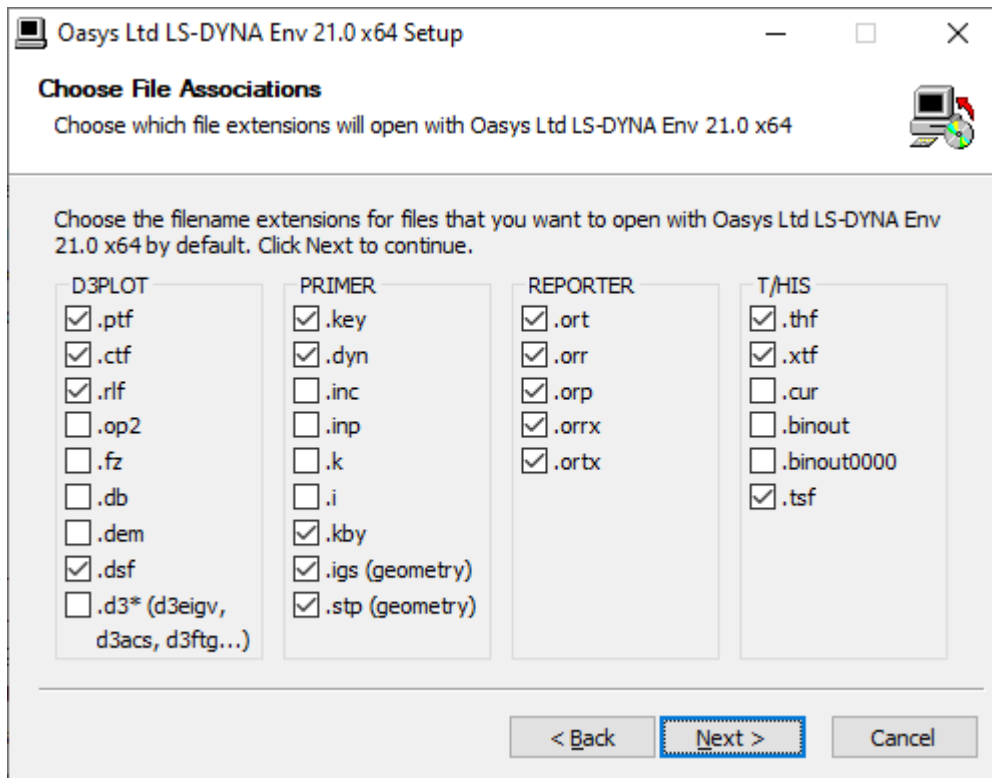 Oasys Ltd LS-DYNA Env 21.0 x64 Setup
Choose File Associations
Choose which file extensions will open with Oasys Ltd LS-DYNA Env 21.0 x64
Choose the filename extensions for files that you want to open with Oasys Ltd LS-DYNA Env
21.0 x64 by default. Click Next to continue.
D3PLOT
.ptf
.ctf
.rlf
.op2
.fz
.db
.dem
.dsf
.d3* (d3eigv,
d3acs, d3ftg...)
PRIMER
.key
.dyn
.inc
.inp
.k
.i
.kby
.igs (geometry)
.stp (geometry)
REPORTER
.ort
.orr
.orp
.orrx
.ortx
T/HIS
.thf
.xtf
.cur
.binout
.binout0000
.tsf
< Back
Next >
Cancel